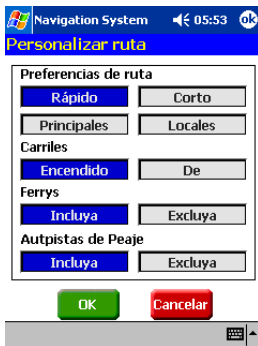 Navigation System 05:53 ok
Personalizar ruta
Preferencias de ruta
Rápido Corto
Principales Locales
Carriles
Encendido De
Ferrys
Incluya Excluya
Autpistas de Peaje
Incluya Excluya
OK Cancelar